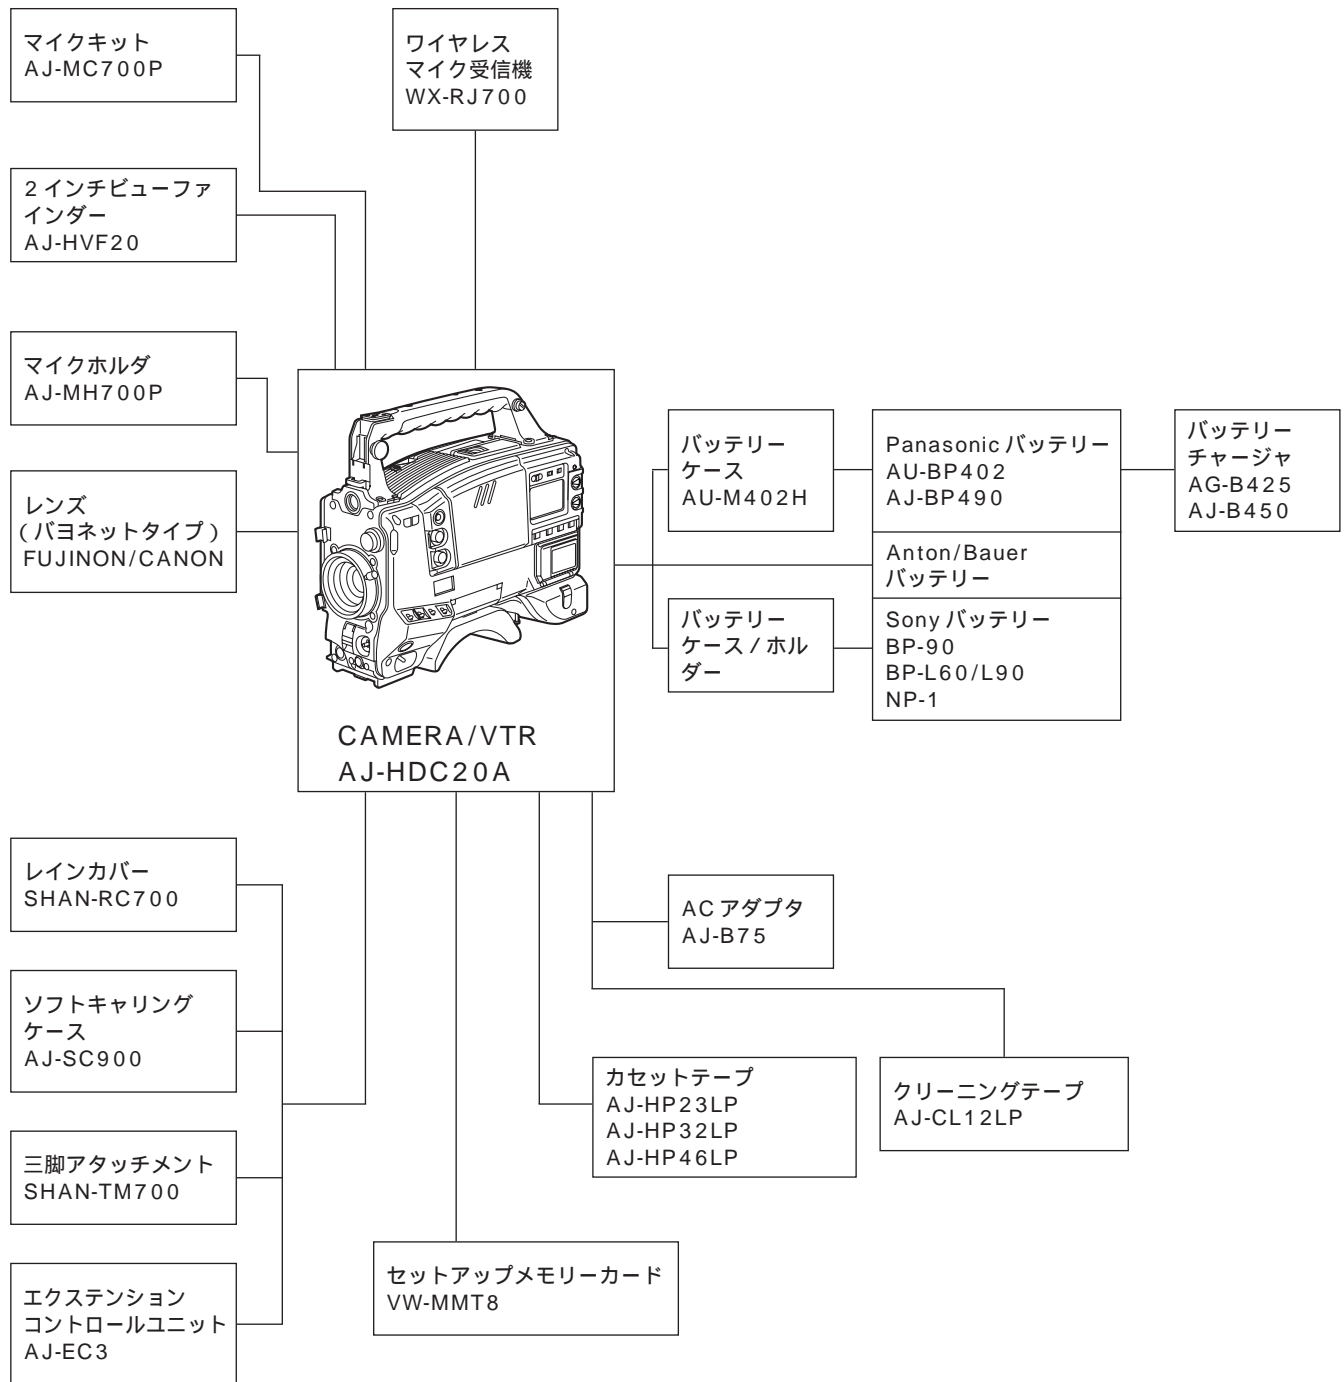 マイクキット
AJ-MC700P
ワイヤレス
マイク受信機
WX-RJ700
2インチビューファ
インダー
AJ-HVF20
マイクホルダ
AJ-MH700P
レンズ
(バヨネットタイプ)
FUJINON/CANON
CAMERA/VTR
AJ-HDC20A
バッテリー
ケース
AU-M402H
Panasonic バッテリー
AU-BP402
AJ-BP490
バッテリー
チャージャ
AG-B425
AJ-B450
Anton/Bauer
バッテリー
バッテリー
ケース/ホル
ダー
Sony バッテリー
BP-90
BP-L60/L90
NP-1
レインカバー
SHAN-RC700
ソフトキャリング
ケース
AJ-SC900
三脚アタッチメント
SHAN-TM700
エクステンション
コントロールユニット
AJ-EC3
AC アダプタ
AJ-B75
カセットテープ
AJ-HP23LP
AJ-HP32LP
AJ-HP46LP
クリーニングテープ
AJ-CL12LP
セットアップメモリーカード
VW-MMT8